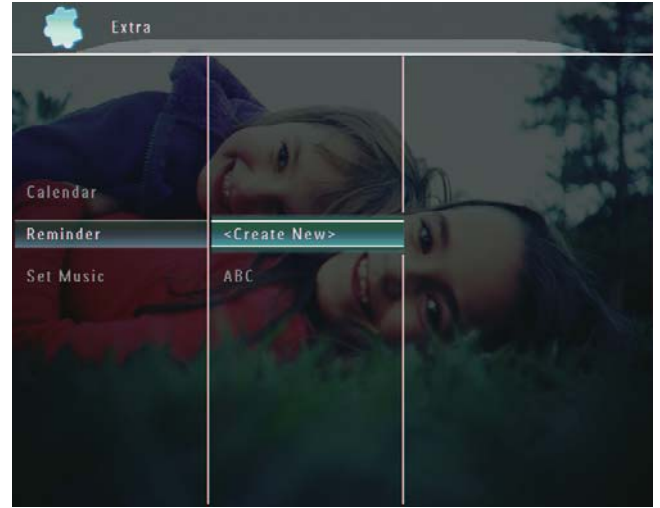 Extra
Calendar
Reminder
<Create New>
Set Music
ABC